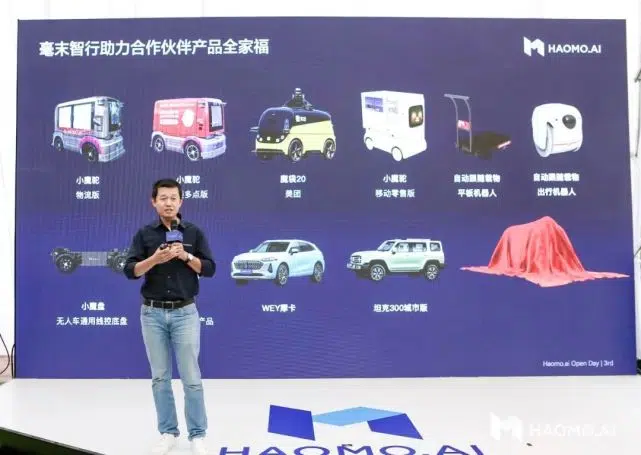 毫末智行助力合作伙伴产品全家福
HAOMO.AI
小魔驼
物流版
小魔驼
多点版
魔袋20
美团
小魔驼
移动零售版
自动跟随载物
平板机器人
自动跟随载物
出行机器人
小魔盘
无人车通用线控底盘
产品
WEY摩卡
坦克300城市版
Haomo.ai Open Day | 3rd
HAOMO.AI
HAOMO.AI